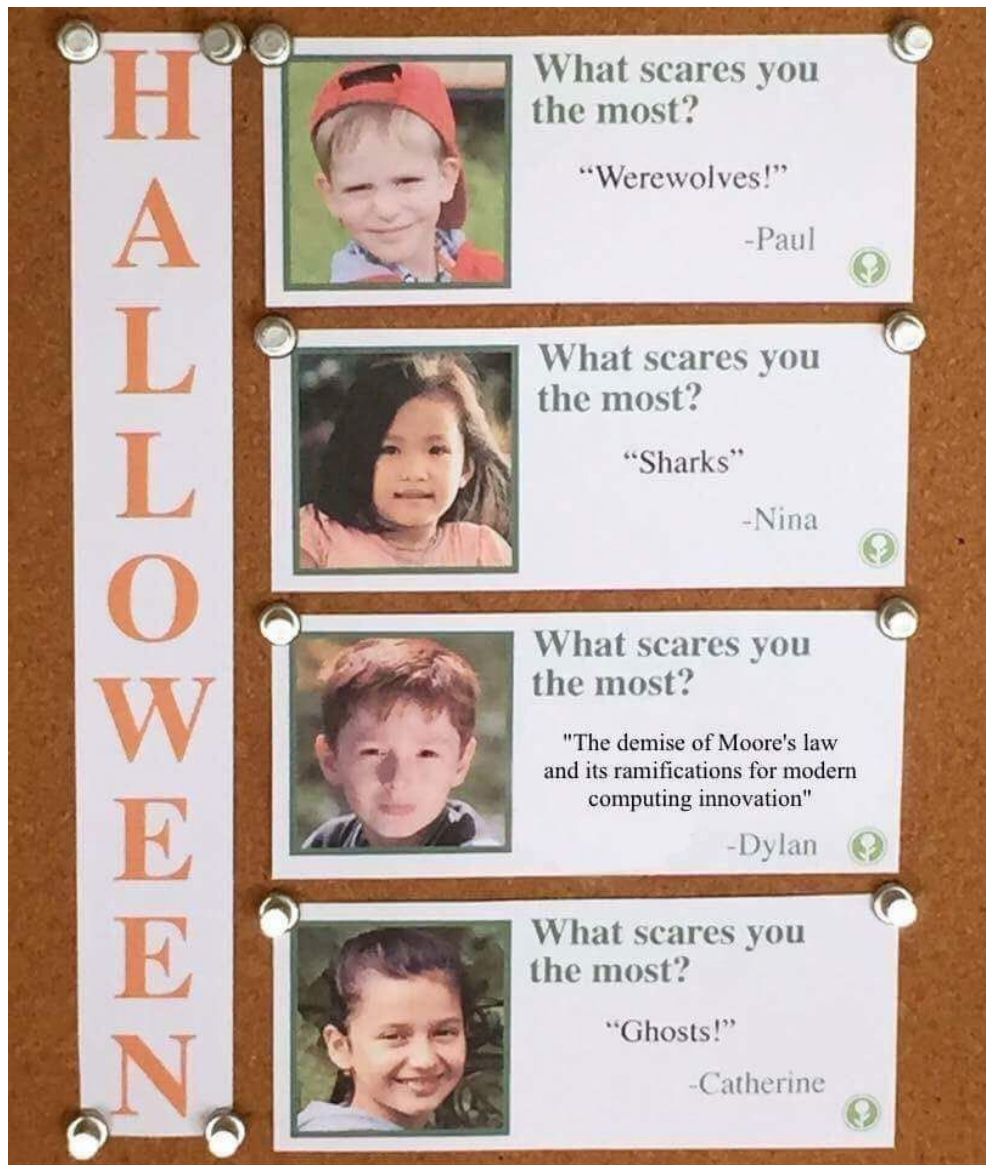 HALLOWEEN
What scares you
the most?
“Werewolves!”
-Paul
What scares you
the most?
“Sharks”
-Nina
What scares you
the most?
"The demise of Moore's law
and its ramifications for modern
computing innovation"
-Dylan
What scares you
the most?
“Ghosts!”
-Catherine